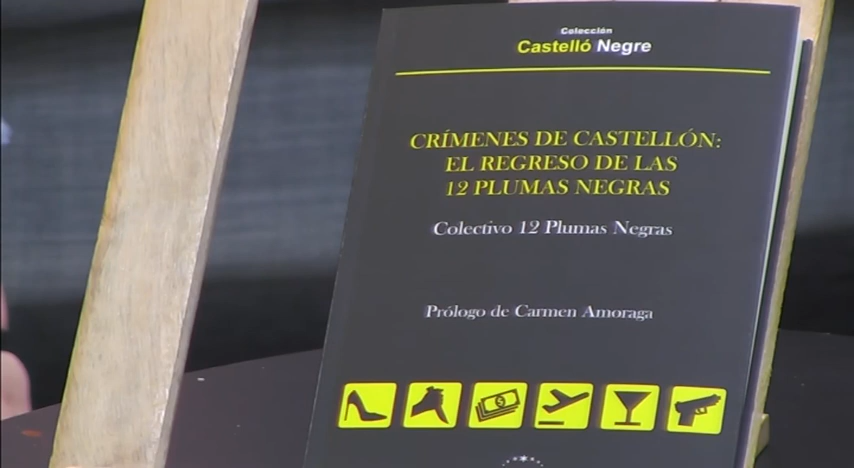 Colección
Castelló Negre
CRÍMENES DE CASTELLÓN:
EL REGRESO DE LAS
12 PLUMAS NEGRAS
Colectivo 12 Plumas Negras
Prólogo de Carmen Amoraga
$